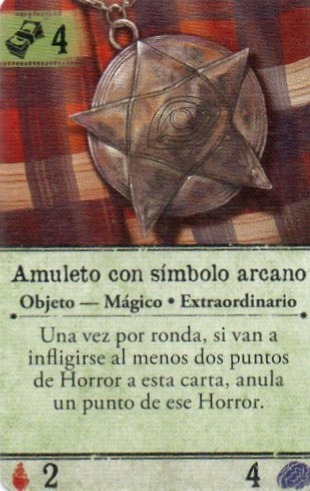 4
Amuleto con símbolo arcano
Objeto — Mágico • Extraordinario
Una vez por ronda, si van a
infligirse al menos dos puntos
de Horror a esta carta, anula
un punto de ese Horror.
2 4